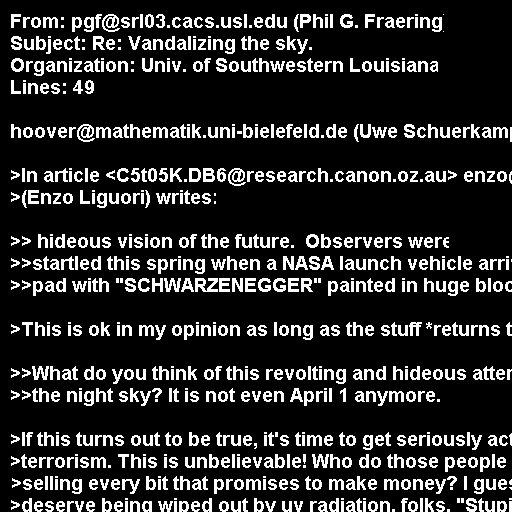 From: pgf@srl03.cacs.usl.edu (Phil G. Fraering
Subject: Re: Vandalizing the sky.
Organization: Univ. of Southwestern Louisiana
Lines: 49
hoover@mathematik.uni-bielefeld.de (Uwe Schuerkamp
>In article <C5t05K.DB6@research.canon.oz.au> enzo@
>(Enzo Liguori) writes:
>> hideous vision of the future.  Observers were
>>startled this spring when a NASA launch vehicle arri
>>pad with "SCHWARZENEGGER" painted in huge bloc
>This is ok in my opinion as long as the stuff *returns t
>>What do you think of this revolting and hideous atte
>>the night sky? It is not even April 1 anymore.
>If this turns out to be true, it's time to get seriously act
>terrorism. This is unbelievable! Who do those people
>selling every bit that promises to make money? I gues
>deserve being wiped out by uv radiation, folks. "Stupi